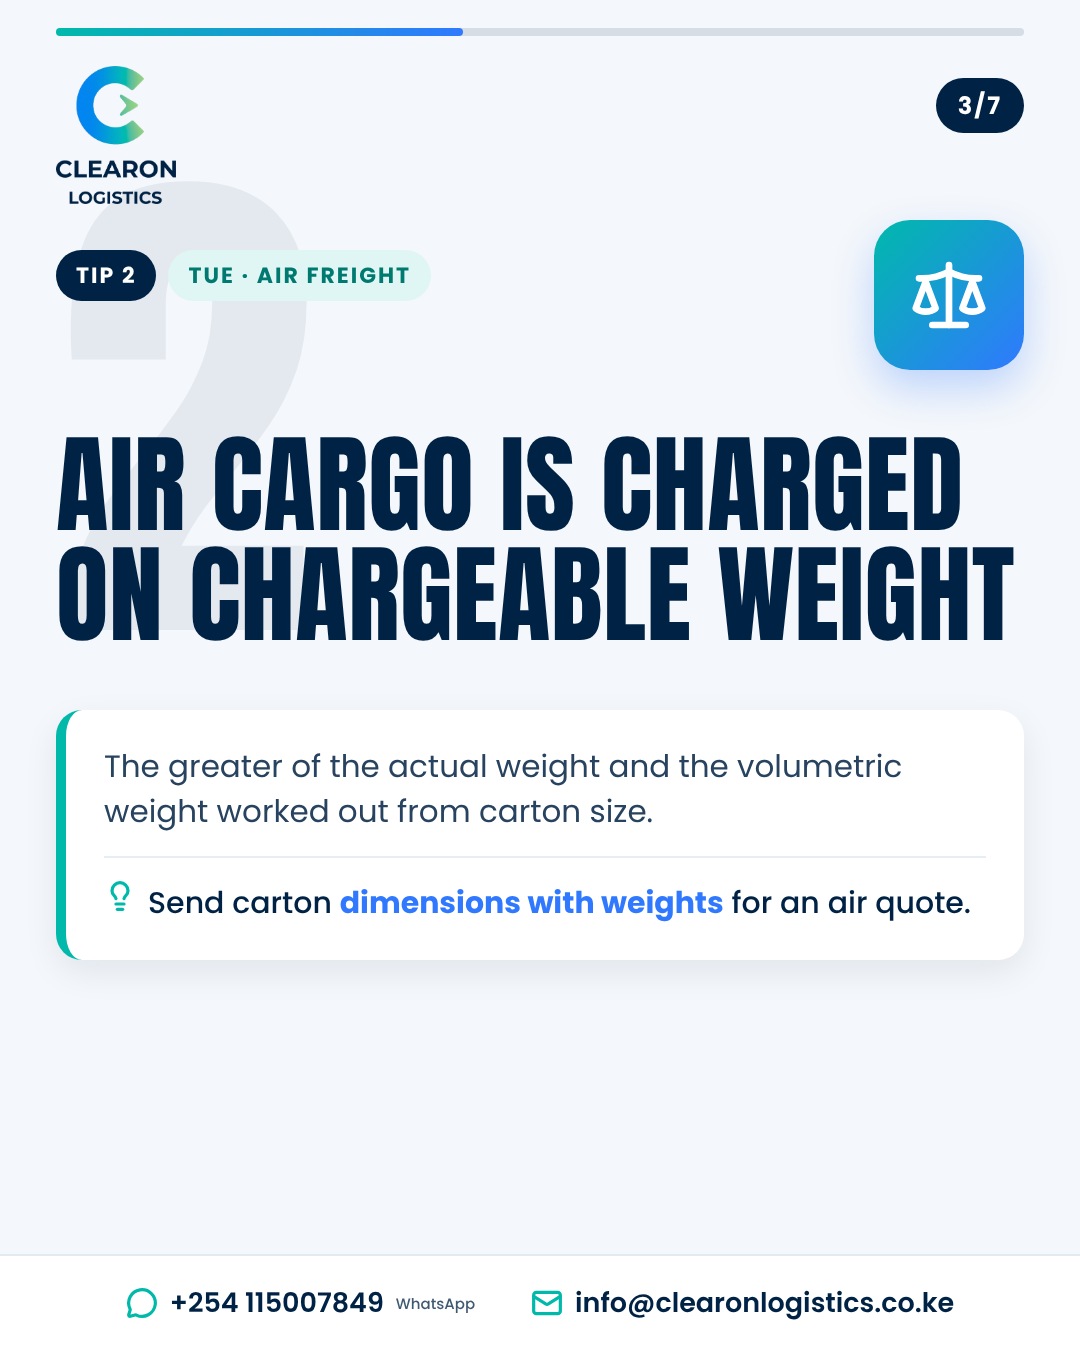 CLEARON
LOGISTICS
3/7
2
TIP 2
TUE · AIR FREIGHT
AIR CARGO IS CHARGED
ON CHARGEABLE WEIGHT
The greater of the actual weight and the volumetric
weight worked out from carton size.
Send carton dimensions with weights for an air quote.
+254 115007849 WhatsApp
info@clearonlogistics.co.ke